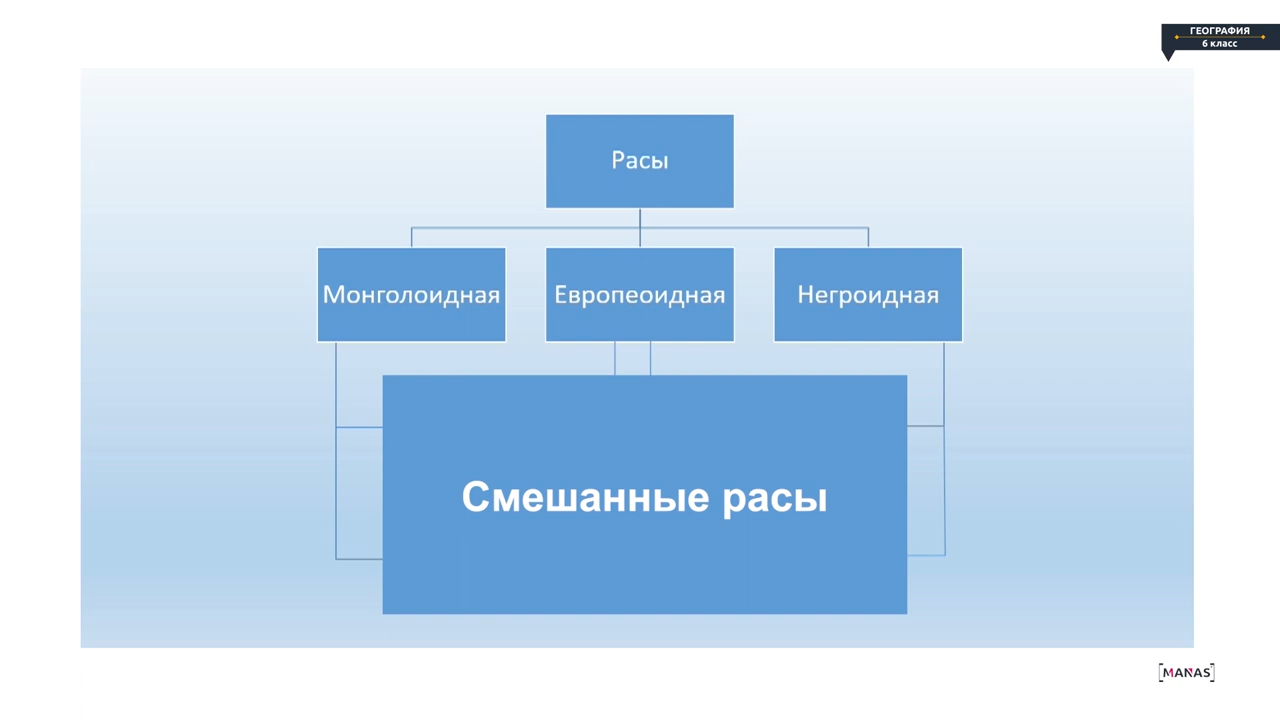 ГЕОГРАФИЯ
6 класс
Расы
Монголоидная
Европеоидная
Негроидная
Смешанные расы
[MANAS]